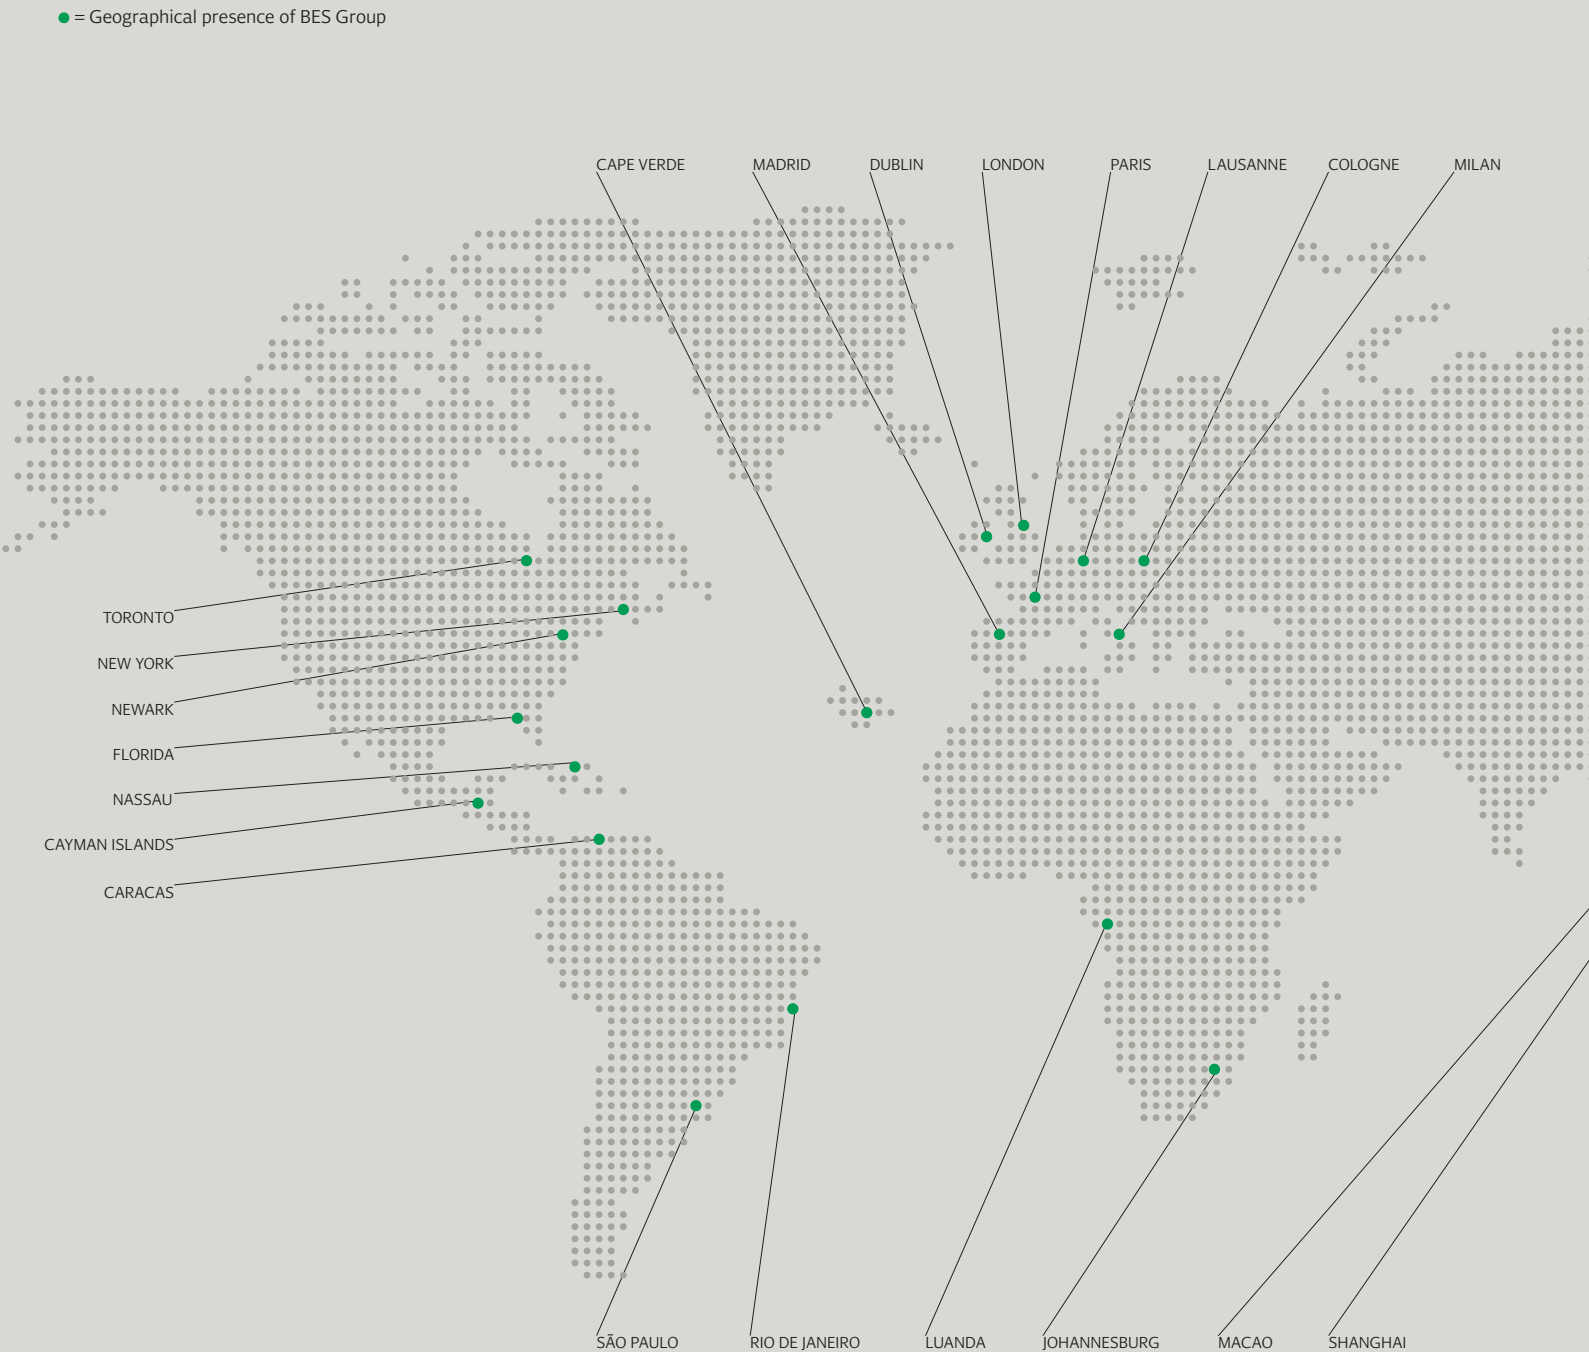 = Geographical presence of BES Group
CAPE VERDE
MADRID
DUBLIN
LONDON
PARIS
LAUSANNE
COLOGNE
MILAN
TORONTO
NEW YORK
NEWARK
FLORIDA
NASSAU
CAYMAN ISLANDS
CARACAS
SÃO PAULO
RIO DE JANEIRO
LUANDA
JOHANNESBURG
MACAO
SHANGHAI